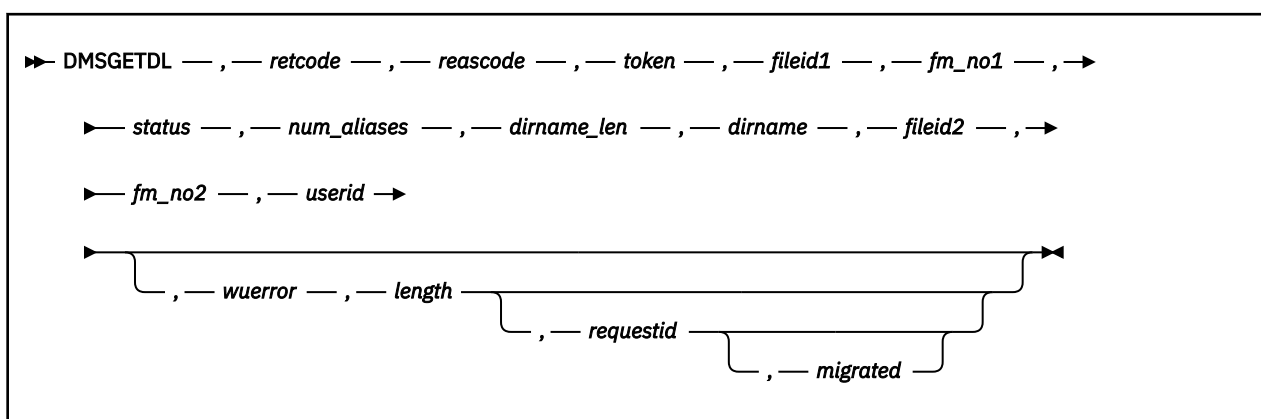 DMSGETDL , retcode , reascode , token , fileid1 , fm_no1 ,
status , num_aliases , dirname_len , dirname , fileid2 ,
fm_no2 , userid
, wuerror , length
, requestid
, migrated